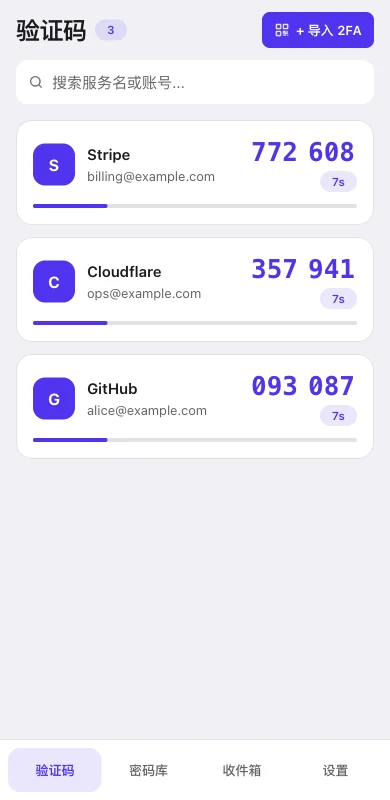 验证码 3 + 导入 2FA
搜索服务名或账号...
S Stripe 772 608
billing@example.com 7s
C Cloudflare 357 941
ops@example.com 7s
G GitHub 093 087
alice@example.com 7s
验证码 密码库 收件箱 设置